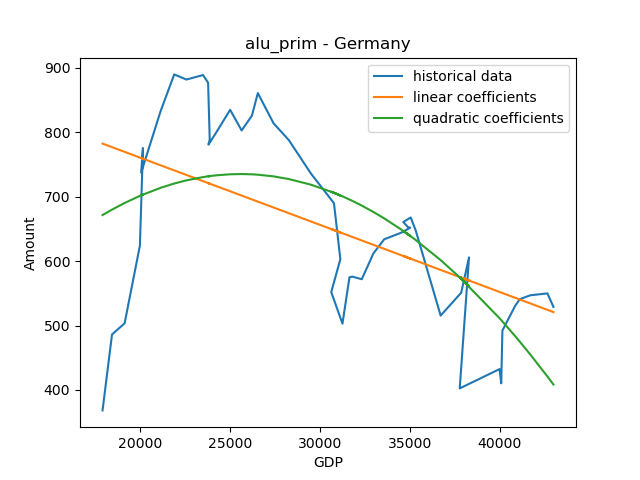 alu_prim - Germany
historical data
linear coefficients
quadratic coefficients
900
800
700
600
500
400
Amount
20000 25000 30000 35000 40000
GDP